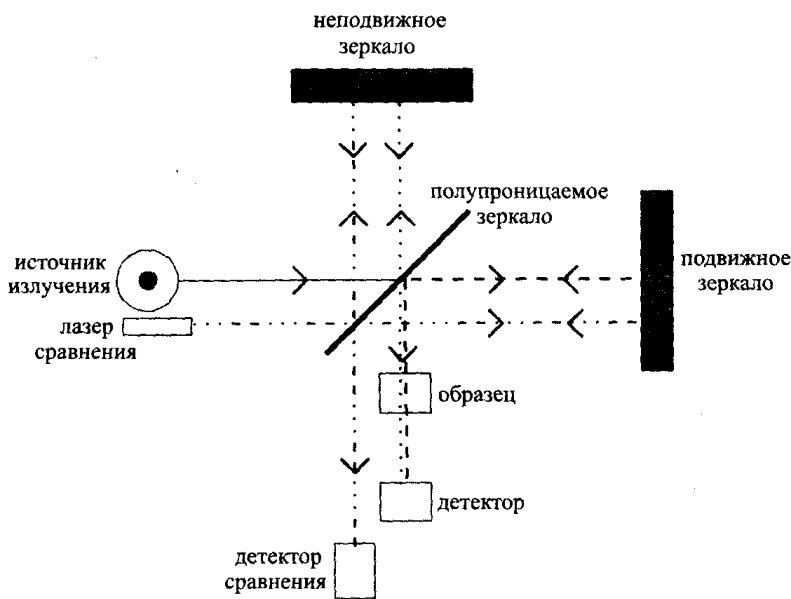 неподвижное
зеркало
полупроницаемое
зеркало
источник
излучения
подвижное
зеркало
лазер
сравнения
образец
детектор
детектор
сравнения